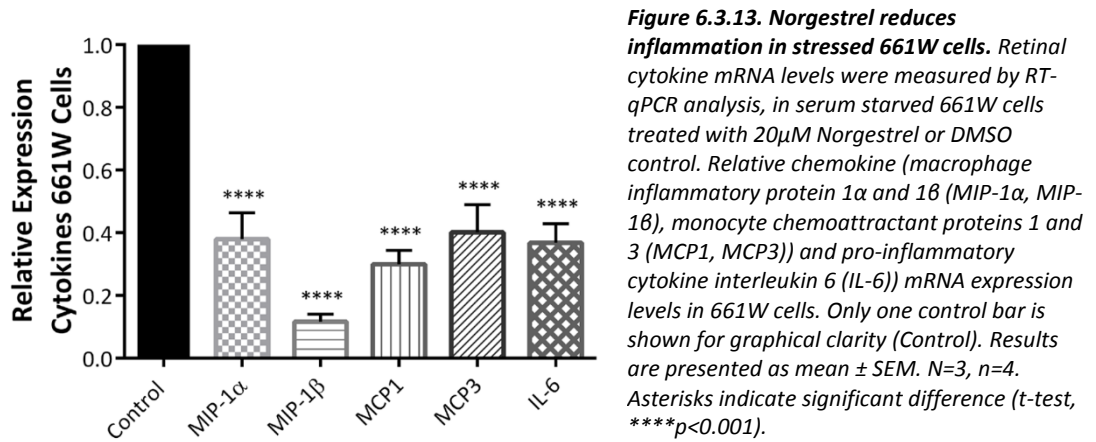 Relative Expression
Cytokines 661W Cells
1.0
0.8
0.6
0.4
0.2
0.0
****
****
****
****
****
Control
MIP-1α
MIP-1β
MCP1
MCP3
IL-6
Figure 6.3.13. Norgestrel reduces
inflammation in stressed 661W cells. Retinal
cytokine mRNA levels were measured by RT-
qPCR analysis, in serum starved 661W cells
treated with 20μM Norgestrel or DMSO
control. Relative chemokine (macrophage
inflammatory protein 1α and 1β (MIP-1α, MIP-
1β), monocyte chemoattractant proteins 1 and
3 (MCP1, MCP3)) and pro-inflammatory
cytokine interleukin 6 (IL-6)) mRNA expression
levels in 661W cells. Only one control bar is
shown for graphical clarity (Control). Results
are presented as mean ± SEM. N=3, n=4.
Asterisks indicate significant difference (t-test,
****p<0.001).